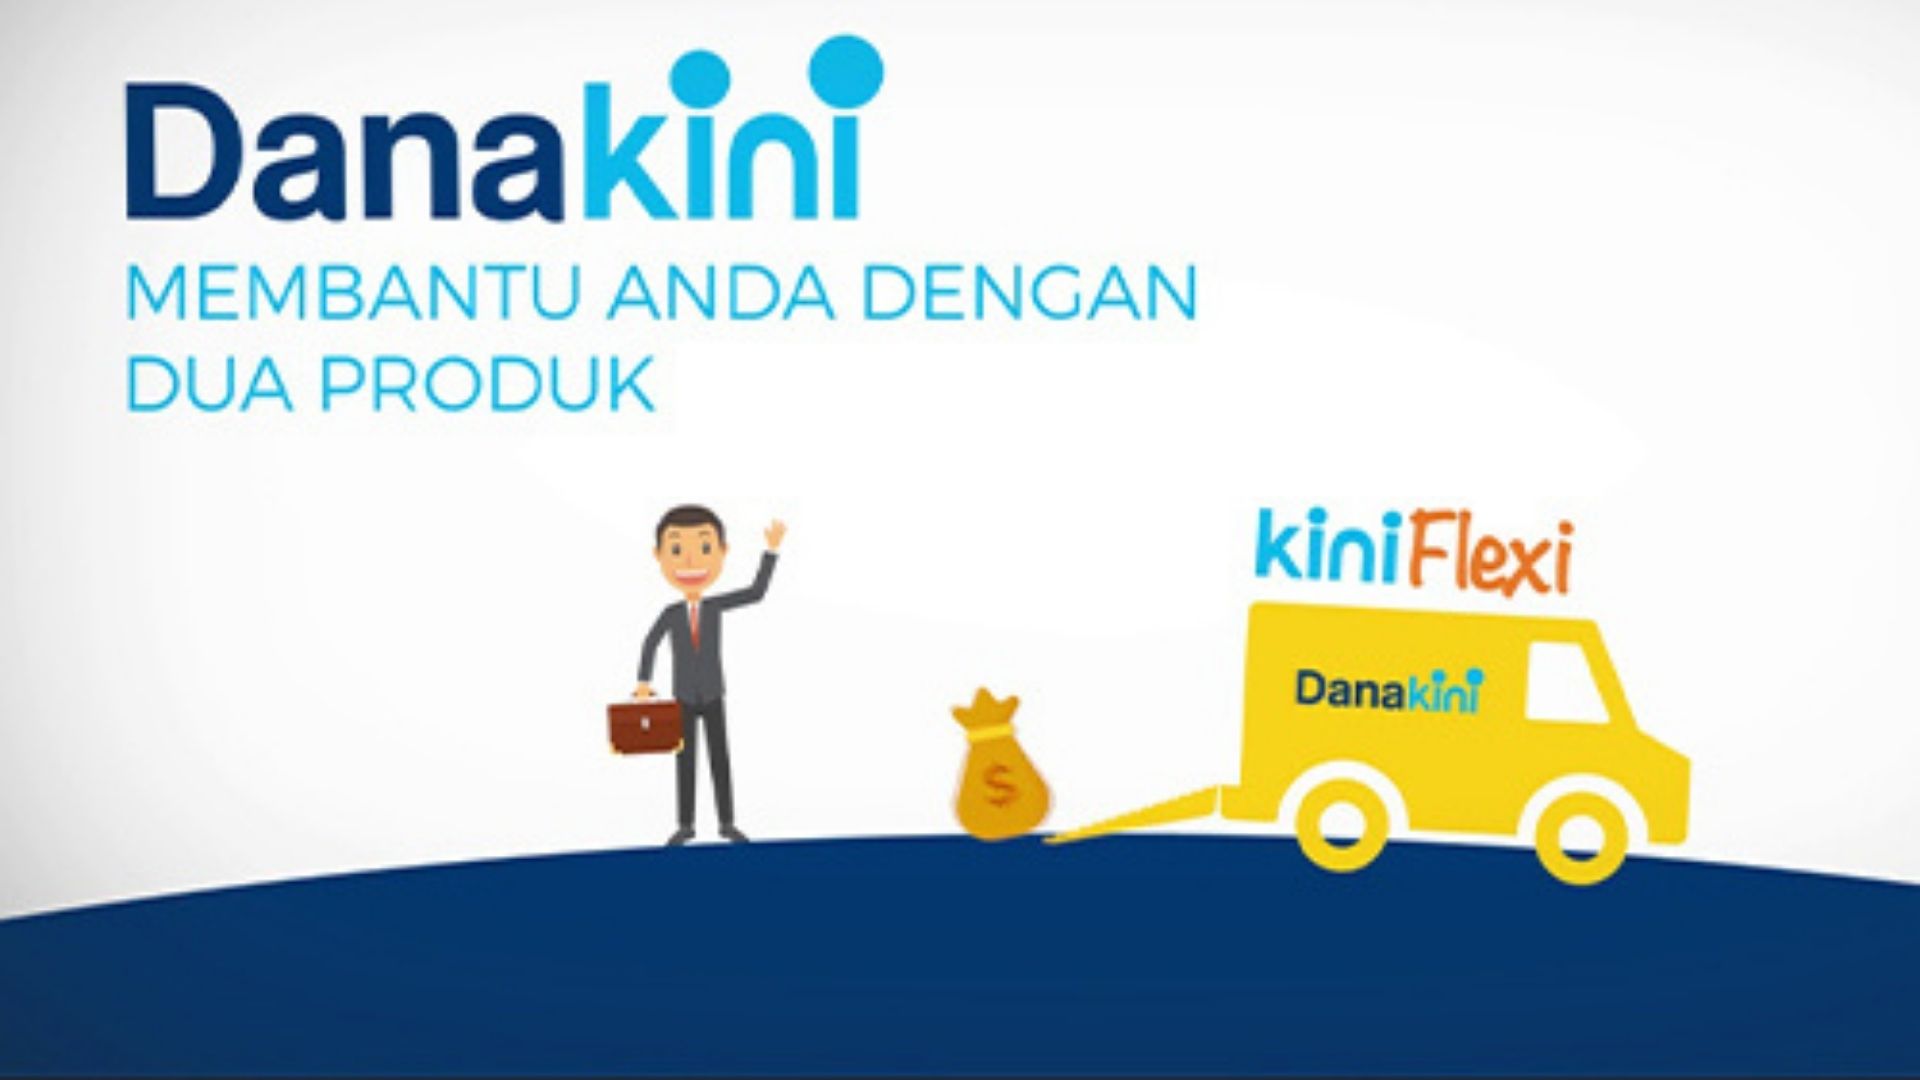 Danakini
MEMBANTU ANDA DENGAN
DUA PRODUK
kiniFlexi
Danakini
$